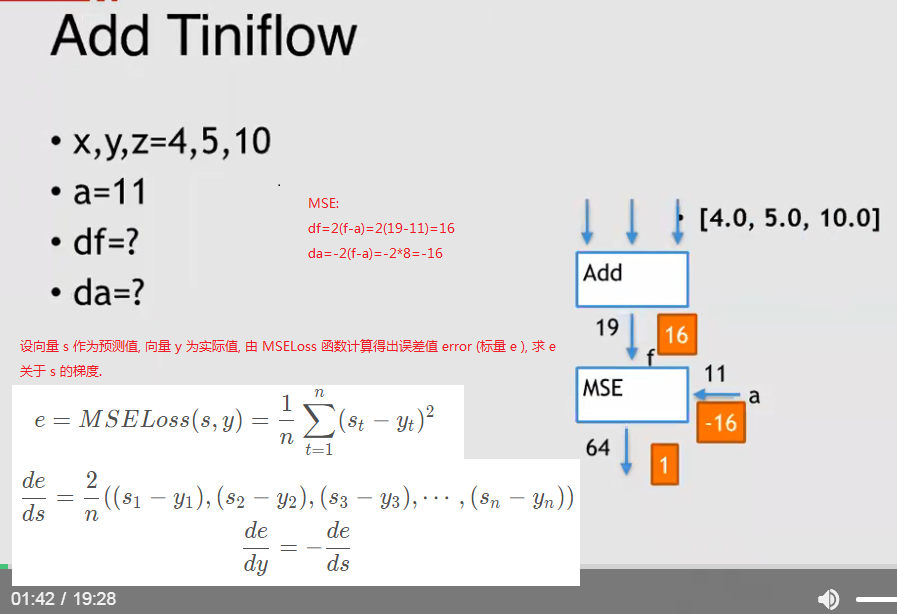 Add Tiniflow
• x,y,z=4,5,10
• a=11
• df=?
• da=?
MSE:
df=2(f-a)=2(19-11)=16
da=-2(f-a)=-2*8=-16
• [4.0, 5.0, 10.0]
Add
19
16
f
MSE
11
a
-16
64
1
设向量 s 作为预测值, 向量 y 为实际值, 由 MSELoss 函数计算得出误差值 error (标量 e ), 求 e
关于 s 的梯度.
e = MSELoss(s, y) = \frac{1}{n} \sum_{t=1}^{n} (s_t − y_t)^2
\frac{de}{ds} = \frac{2}{n}((s_1 − y_1), (s_2 − y_2), (s_3 − y_3), ⋯ , (s_n − y_n))
\frac{de}{dy} = −\frac{de}{ds}
01:42 / 19:28